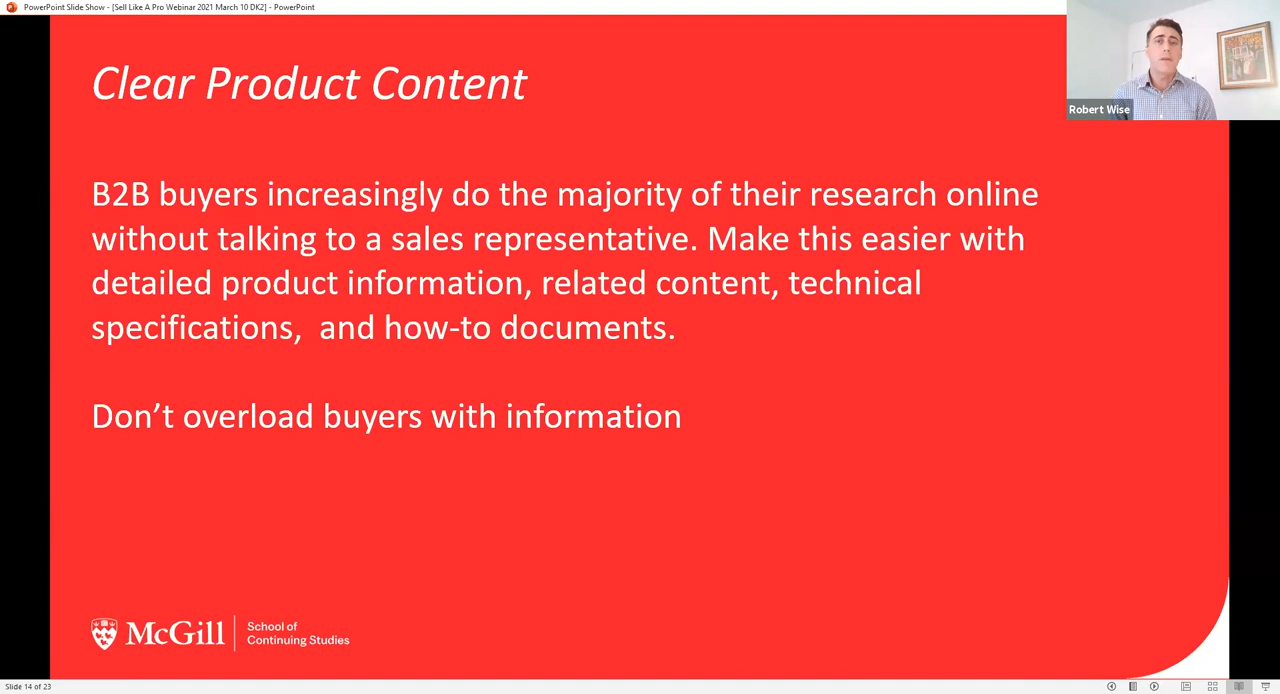 PowerPoint Slide Show - [Sell Like A Pro Webinar 2021 March 10 DK2] - PowerPoint
Robert Wise
Clear Product Content
B2B buyers increasingly do the majority of their research online
without talking to a sales representative. Make this easier with
detailed product information, related content, technical
specifications,  and how-to documents.
Don’t overload buyers with information
McGill
School of
Continuing Studies
Slide 14 of 23